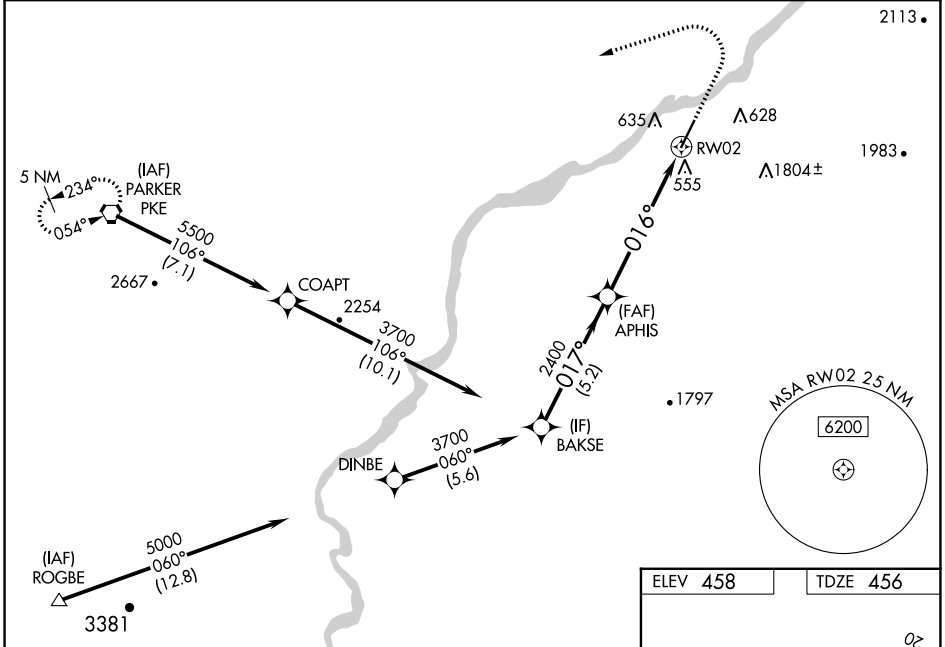 2113
635
628
RW02
1983
555
1804±
5 NM
234°
054°
(IAF)
PARKER
PKE
5500
106°
(7.1)
016°
2667
COAPT
2254
(FAF)
APHIS
3700
106°
(10.1)
2400
017°
(5.2)
1797
MSA RW02 25 NM
6200
(IF)
BAKSE
3700
060°
(5.6)
DINBE
5000
060°
(12.8)
(IAF)
ROGBE
3381
ELEV 458
TDZE 456
20